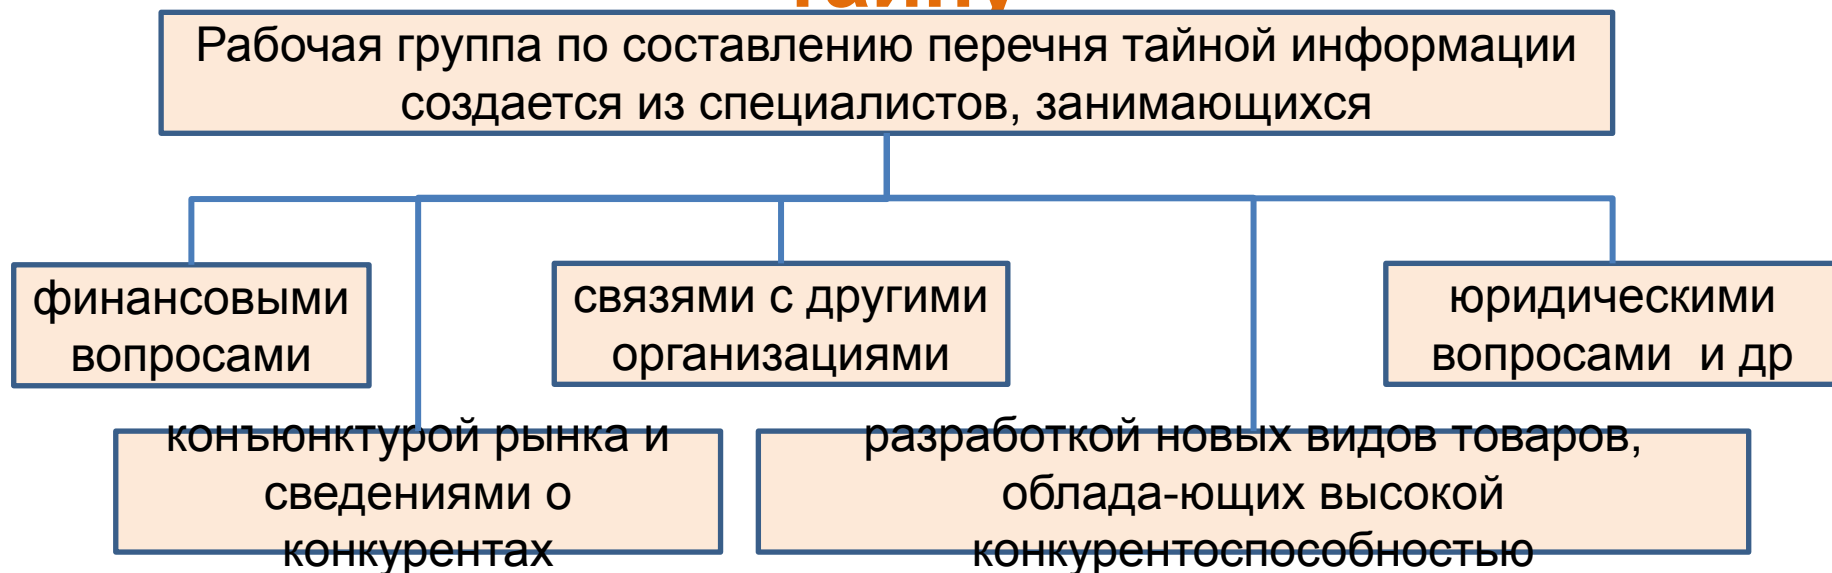 тайну
Рабочая группа по составлению перечня тайной информации
создается из специалистов, занимающихся
финансовыми
вопросами
связями с другими
организациями
юридическими
вопросами и др
конъюнктурой рынка и
сведениями о
конкурентах
разработкой новых видов товаров,
облада-ющих высокой
конкурентоспособностью